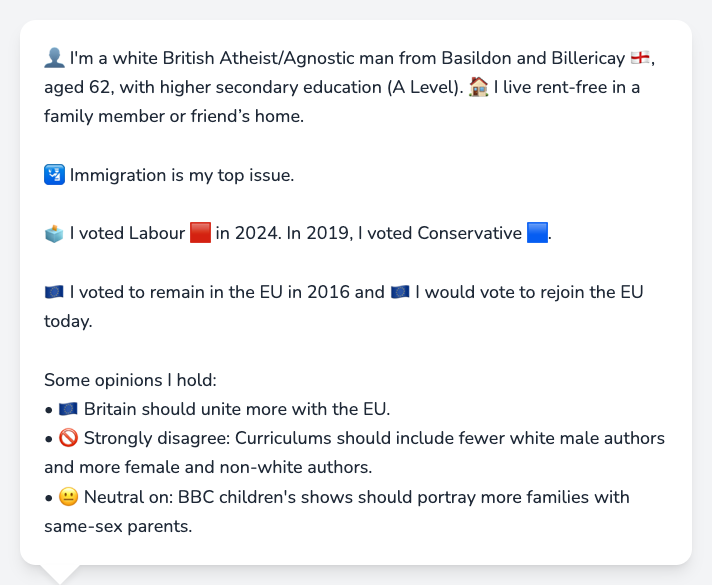 👤 I'm a white British Atheist/Agnostic man from Basildon and Billericay 🏴󠁧󠁢󠁥󠁮󠁧󠁿,
aged 62, with higher secondary education (A Level). 🏠 I live rent-free in a
family member or friend’s home.
🛂 Immigration is my top issue.
🗳️ I voted Labour 🟥 in 2024. In 2019, I voted Conservative 🟦.
🇪🇺 I voted to remain in the EU in 2016 and 🇪🇺 I would vote to rejoin the EU
today.
Some opinions I hold:
• 🇪🇺 Britain should unite more with the EU.
• 🚫 Strongly disagree: Curriculums should include fewer white male authors
and more female and non-white authors.
• 😐 Neutral on: BBC children's shows should portray more families with
same-sex parents.